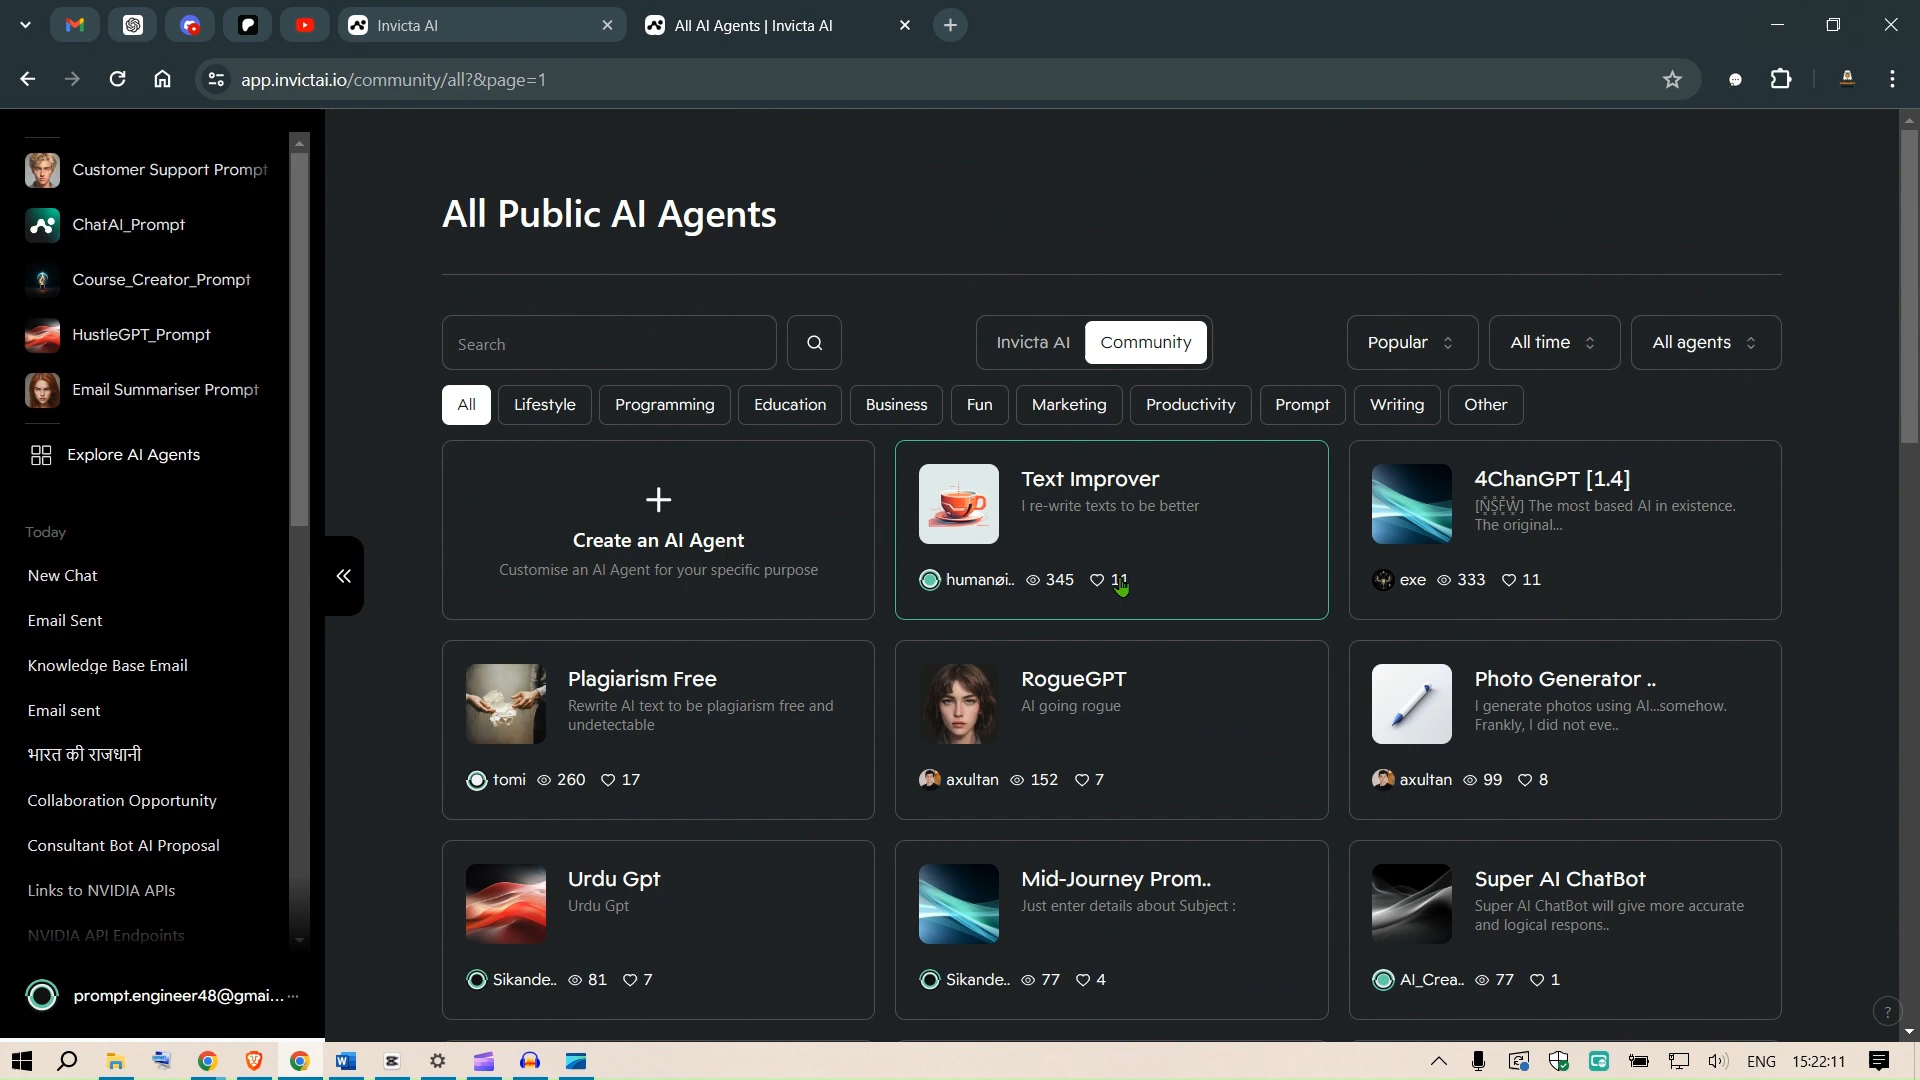 Invicta AI
All AI Agents | Invicta AI
app.invictai.io/community/all?&page=1
Customer Support Prompt
ChatAI_Prompt
Course_Creator_Prompt
HustleGPT_Prompt
Email Summariser Prompt
Explore AI Agents
Today
New Chat
Email Sent
Knowledge Base Email
Email sent
भारत की राजधानी
Collaboration Opportunity
Consultant Bot AI Proposal
Links to NVIDIA APIs
NVIDIA API Endpoints
prompt.engineer48@gmai... ...
All Public AI Agents
Search
Invicta AI Community
Popular All time All agents
All Lifestyle Programming Education Business Fun Marketing Productivity Prompt Writing Other
Create an AI Agent
Customise an AI Agent for your specific purpose
Text Improver
I re-write texts to be better
humanøi.. 345 11
4ChanGPT [1.4]
[NSFW] The most based AI in existence.
The original...
exe 333 11
Plagiarism Free
Rewrite AI text to be plagiarism free and
undetectable
tomi 260 17
RogueGPT
AI going rogue
axultan 152 7
Photo Generator ..
I generate photos using AI...somehow.
Frankly, I did not eve..
axultan 99 8
Urdu Gpt
Urdu Gpt
Sikande.. 81 7
Mid-Journey Prom..
Just enter details about Subject :
Sikande.. 77 4
Super AI ChatBot
Super AI ChatBot will give more accurate
and logical respons..
AI_Crea.. 77 1
?
ENG 15:22:11